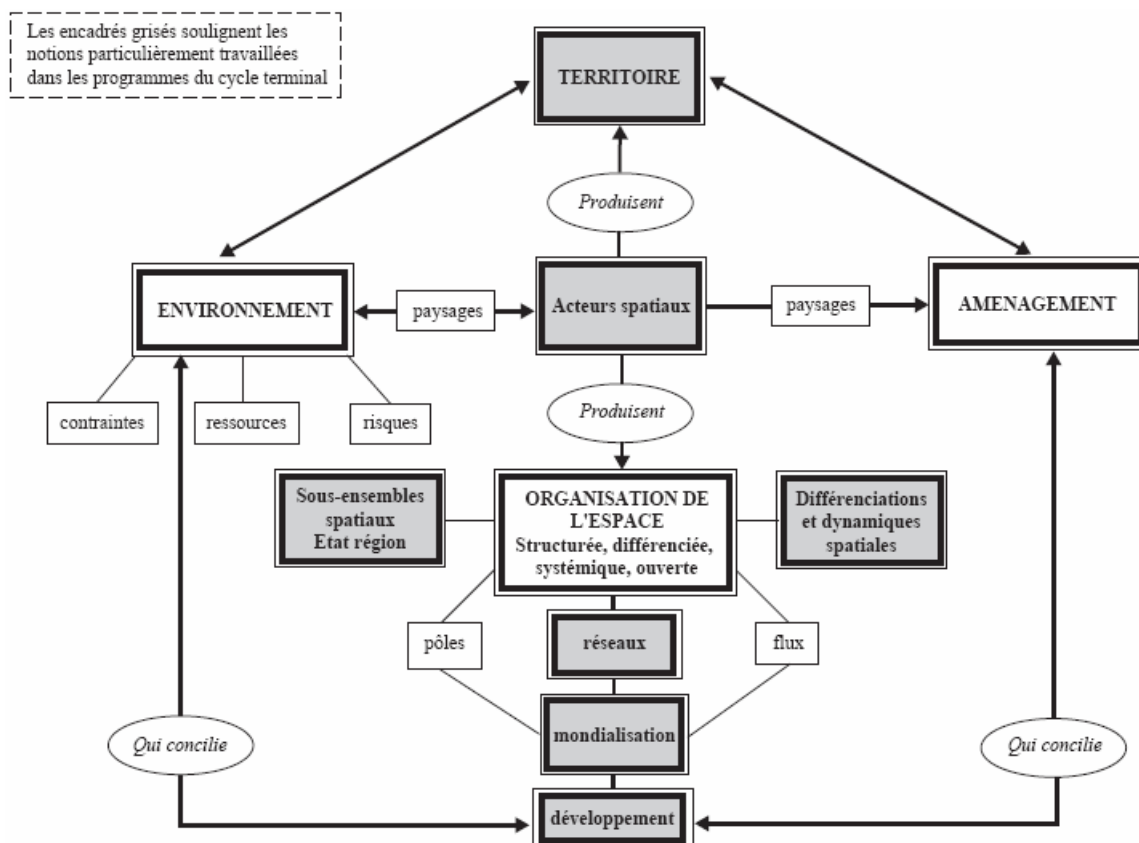 Les encadrés grisés soulignent les
notions particulièrement travaillées
dans les programmes du cycle terminal
TERRITOIRE
Produisent
ENVIRONNEMENT
paysages
Acteurs spatiaux
paysages
AMENAGEMENT
contraintes
ressources
risques
Produisent
Sous-ensembles
spatiaux
Etat région
ORGANISATION DE
L'ESPACE
Structurée, différenciée,
systémique, ouverte
Différenciations
et dynamiques
spatiales
pôles
réseaux
flux
mondialisation
Qui concilie
Qui concilie
développement